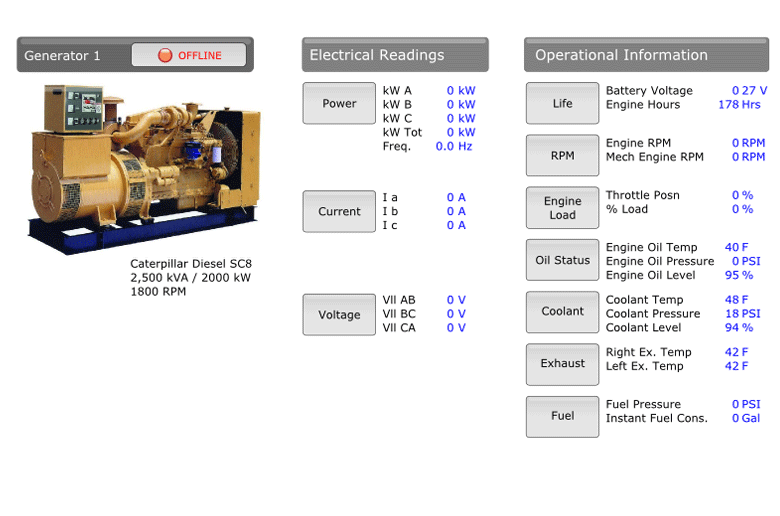 Generator 1
OFFLINE
Caterpillar Diesel SC8
2,500 kVA / 2000 kW
1800 RPM
Electrical Readings
Power
kW A 0 kW
kW B 0 kW
kW C 0 kW
kW Tot 0 kW
Freq. 0.0 Hz
Current
I a 0 A
I b 0 A
I c 0 A
Voltage
Vll AB 0 V
Vll BC 0 V
Vll CA 0 V
Operational Information
Life
Battery Voltage 0 27 V
Engine Hours 178 Hrs
RPM
Engine RPM 0 RPM
Mech Engine RPM 0 RPM
Engine
Load
Throttle Posn 0 %
% Load 0 %
Oil Status
Engine Oil Temp 40 F
Engine Oil Pressure 0 PSI
Engine Oil Level 95 %
Coolant
Coolant Temp 48 F
Coolant Pressure 18 PSI
Coolant Level 94 %
Exhaust
Right Ex. Temp 42 F
Left Ex. Temp 42 F
Fuel
Fuel Pressure 0 PSI
Instant Fuel Cons. 0 Gal